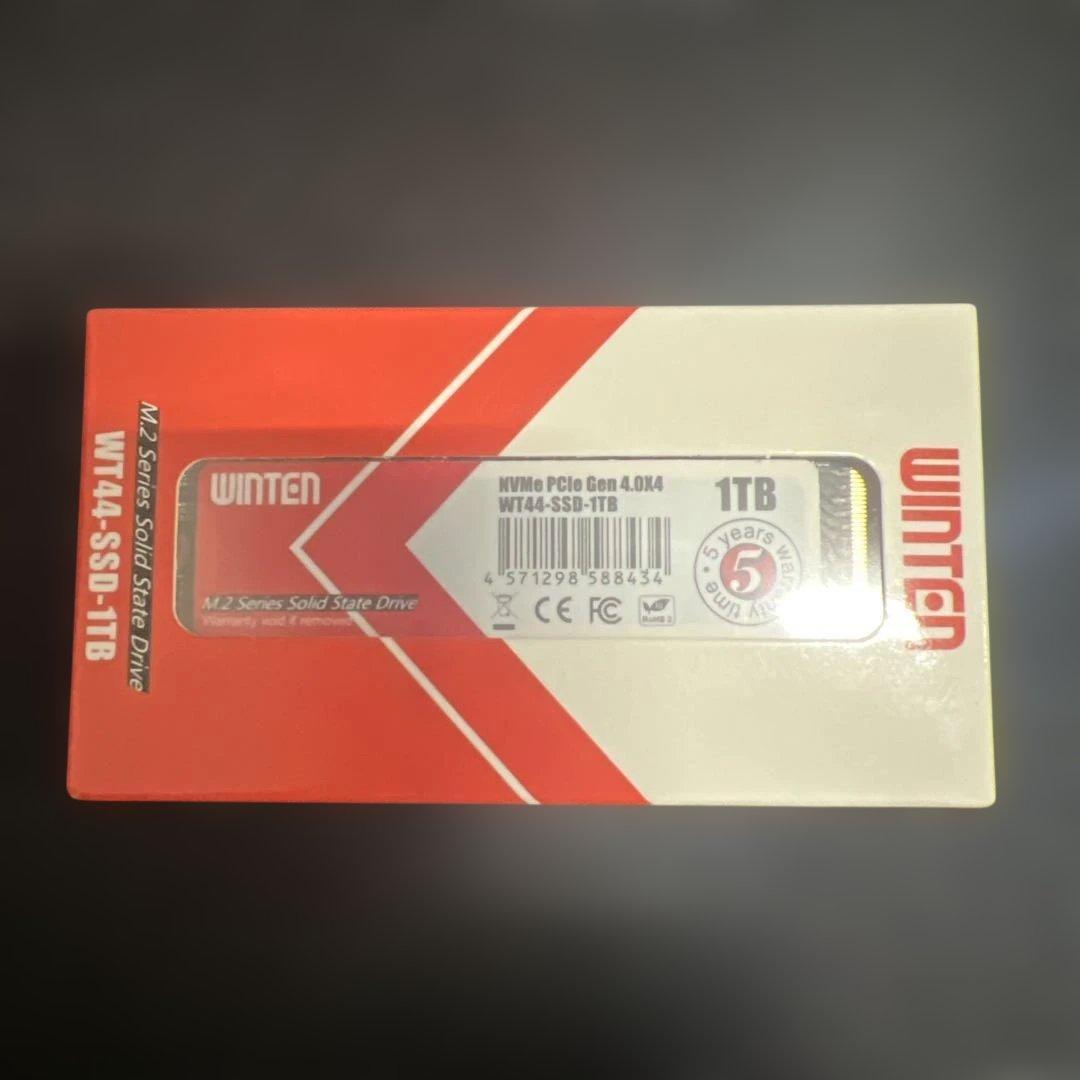 M.2 Series Solid State Drive
WT44-SSD-1TB
WINTEN
M.2 Series Solid State Drive
Warranty void if removed
NVMe PCIe Gen 4.0X4
WT44-SSD-1TB
4 571298 588434
CE FC
RoHS 2
1TB
5 years warranty time
5
WINTEN